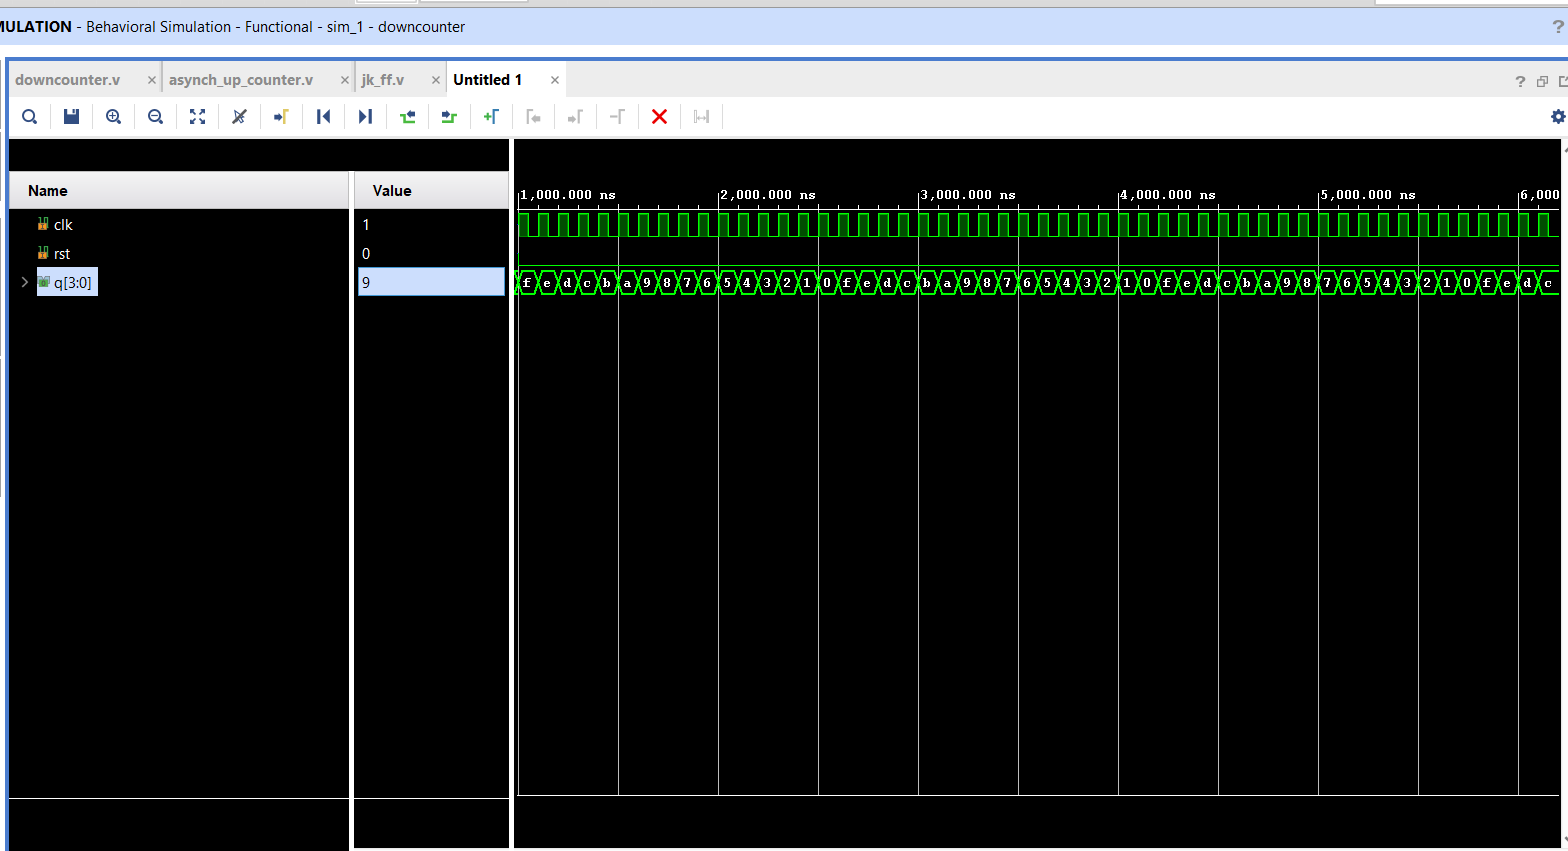 MULATION - Behavioral Simulation - Functional - sim_1 - downcounter ?
downcounter.v × asynch_up_counter.v × jk_ff.v × Untitled 1 × ?
Name Value
1,000.000 ns 2,000.000 ns 3,000.000 ns 4,000.000 ns 5,000.000 ns 6,000
clk 1
rst 0
q[3:0] 9 f e d c b a 9 8 7 6 5 4 3 2 1 0 f e d c b a 9 8 7 6 5 4 3 2 1 0 f e d c b a 9 8 7 6 5 4 3 2 1 0 f e d c